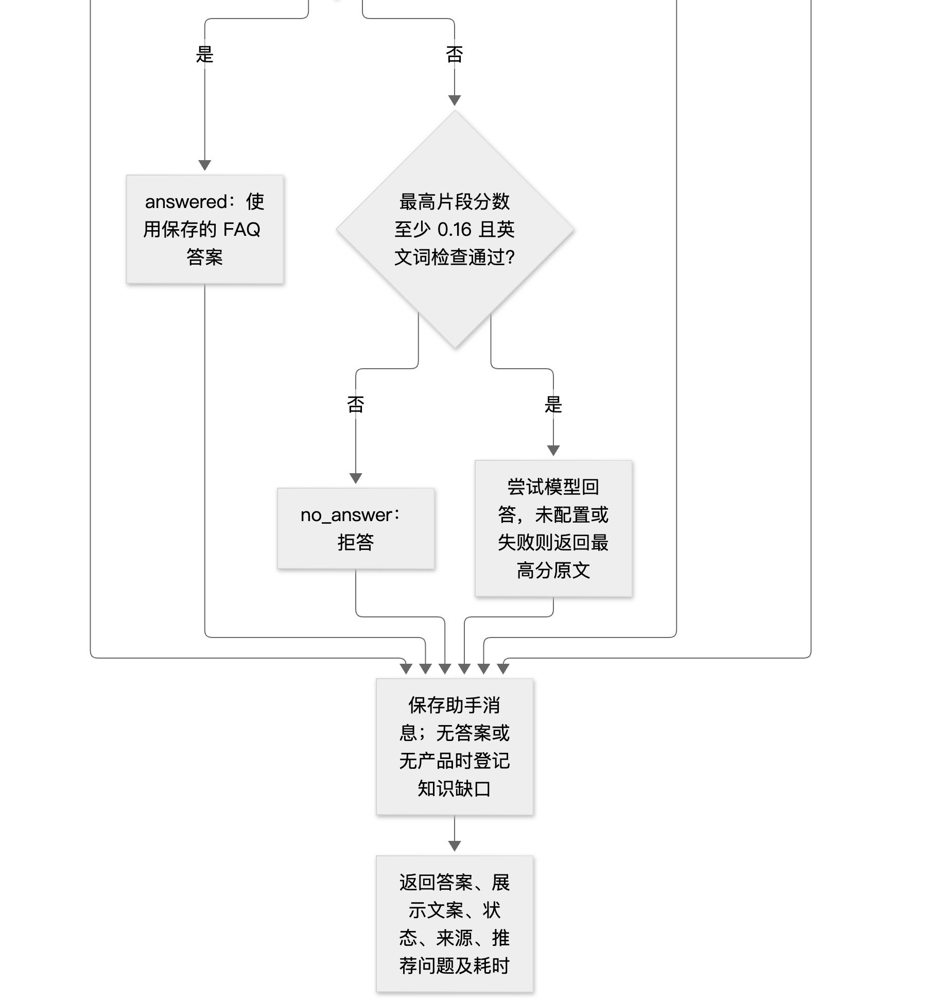 是
否
answered：使
用保存的 FAQ
答案
最高片段分数
至少 0.16 且英
文词检查通过?
否
是
no_answer：
拒答
尝试模型回
答，未配置或
失败则返回最
高分原文
保存助手消
息；无答案或
无产品时登记
知识缺口
返回答案、展
示文案、状
态、来源、推
荐问题及耗时